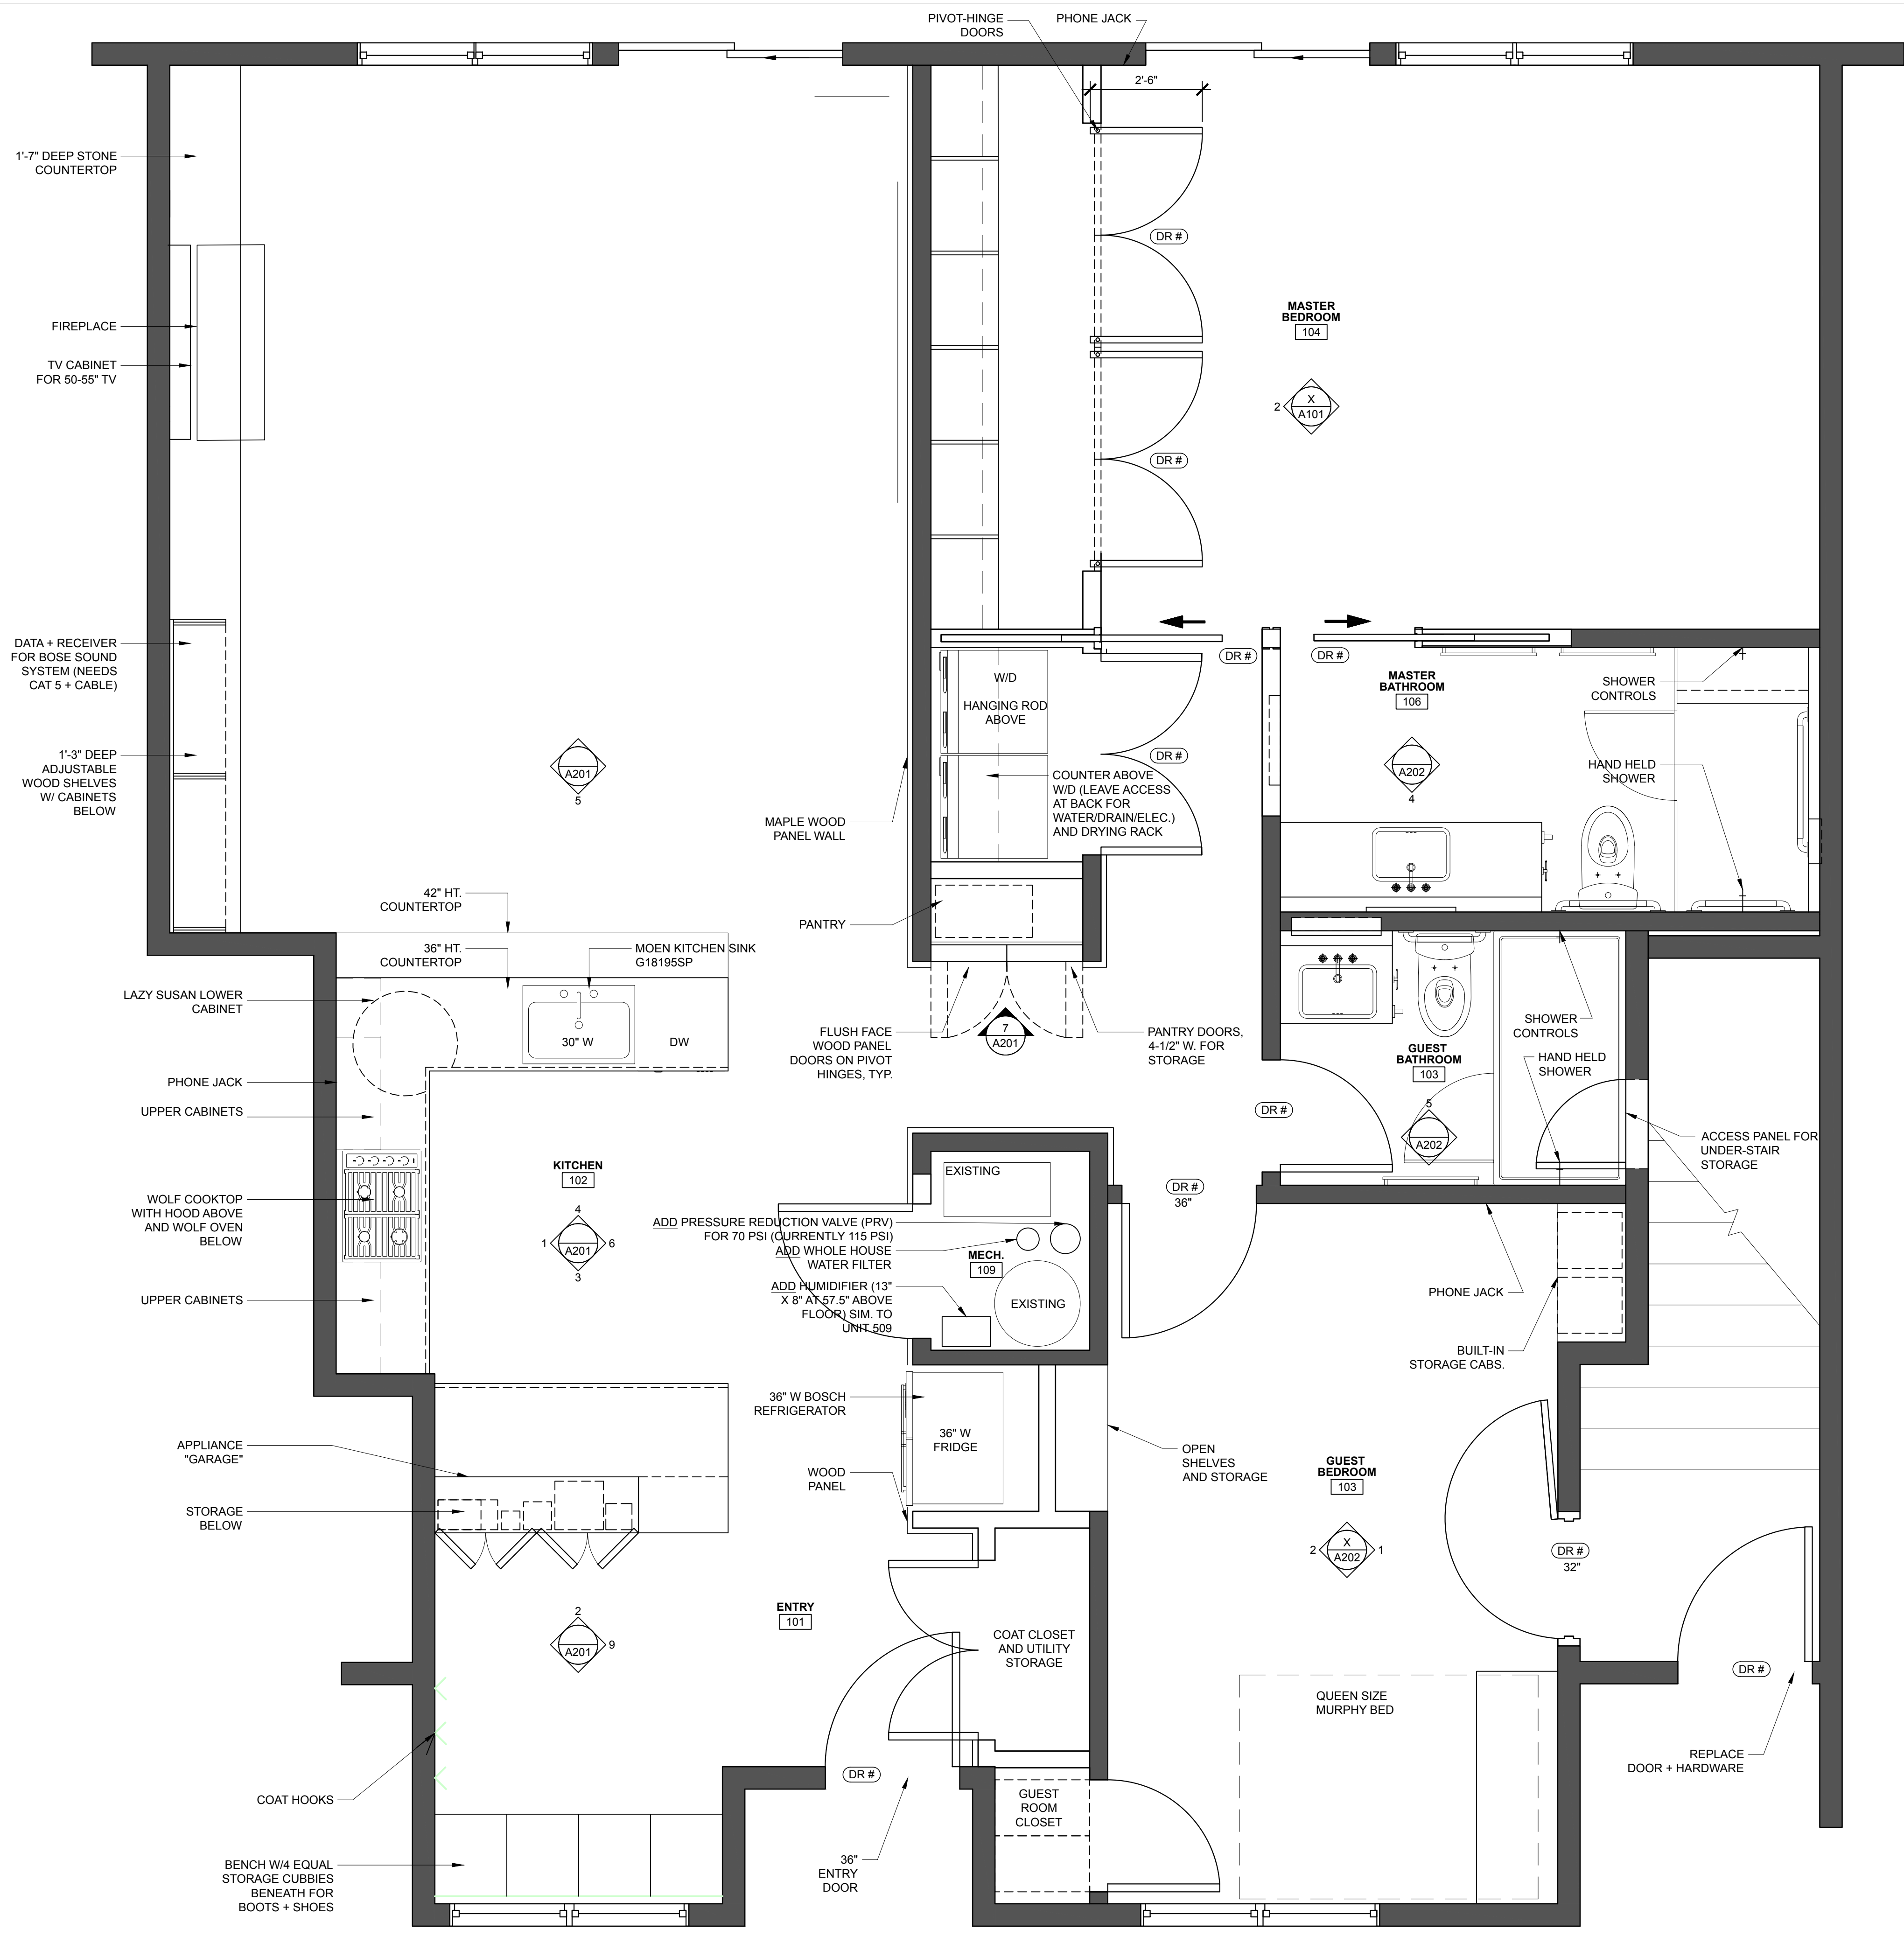 PIVOT-HINGE
DOORS
PHONE JACK
2'-6"
1'-7" DEEP STONE
COUNTERTOP
DR #
MASTER
BEDROOM
104
FIREPLACE
TV CABINET
FOR 50-55" TV
2
X
A101
DR #
DATA + RECEIVER
FOR BOSE SOUND
SYSTEM (NEEDS
CAT 5 + CABLE)
DR #
DR #
W/D
HANGING ROD
ABOVE
MASTER
BATHROOM
106
SHOWER
CONTROLS
1'-3" DEEP
ADJUSTABLE
WOOD SHELVES
W/ CABINETS
BELOW
A201
5
DR #
COUNTER ABOVE
W/D (LEAVE ACCESS
AT BACK FOR
WATER/DRAIN/ELEC.)
AND DRYING RACK
A202
4
HAND HELD
SHOWER
MAPLE WOOD
PANEL WALL
42" HT.
COUNTERTOP
PANTRY
36" HT.
COUNTERTOP
MOEN KITCHEN SINK
G18195SP
LAZY SUSAN LOWER
CABINET
30" W
DW
FLUSH FACE
WOOD PANEL
DOORS ON PIVOT
HINGES, TYP.
7
A201
PANTRY DOORS,
4-1/2" W. FOR
STORAGE
SHOWER
CONTROLS
GUEST
BATHROOM
103
HAND HELD
SHOWER
PHONE JACK
UPPER CABINETS
DR #
5
A202
ACCESS PANEL FOR
UNDER-STAIR
STORAGE
KITCHEN
102
EXISTING
DR #
36"
WOLF COOKTOP
WITH HOOD ABOVE
AND WOLF OVEN
BELOW
4
1
A201
6
3
ADD PRESSURE REDUCTION VALVE (PRV)
FOR 70 PSI (CURRENTLY 115 PSI)
ADD WHOLE HOUSE
WATER FILTER
MECH.
109
ADD HUMIDIFIER (13"
X 8" AT 57.5" ABOVE
FLOOR) SIM. TO
UNIT 509
EXISTING
PHONE JACK
UPPER CABINETS
BUILT-IN
STORAGE CABS.
36" W BOSCH
REFRIGERATOR
36" W
FRIDGE
APPLIANCE
"GARAGE"
OPEN
SHELVES
AND STORAGE
GUEST
BEDROOM
103
WOOD
PANEL
STORAGE
BELOW
2
X
A202
1
DR #
32"
ENTRY
101
2
A201
9
COAT CLOSET
AND UTILITY
STORAGE
DR #
QUEEN SIZE
MURPHY BED
REPLACE
DOOR + HARDWARE
DR #
COAT HOOKS
GUEST
ROOM
CLOSET
BENCH W/4 EQUAL
STORAGE CUBBIES
BENEATH FOR
BOOTS + SHOES
36"
ENTRY
DOOR